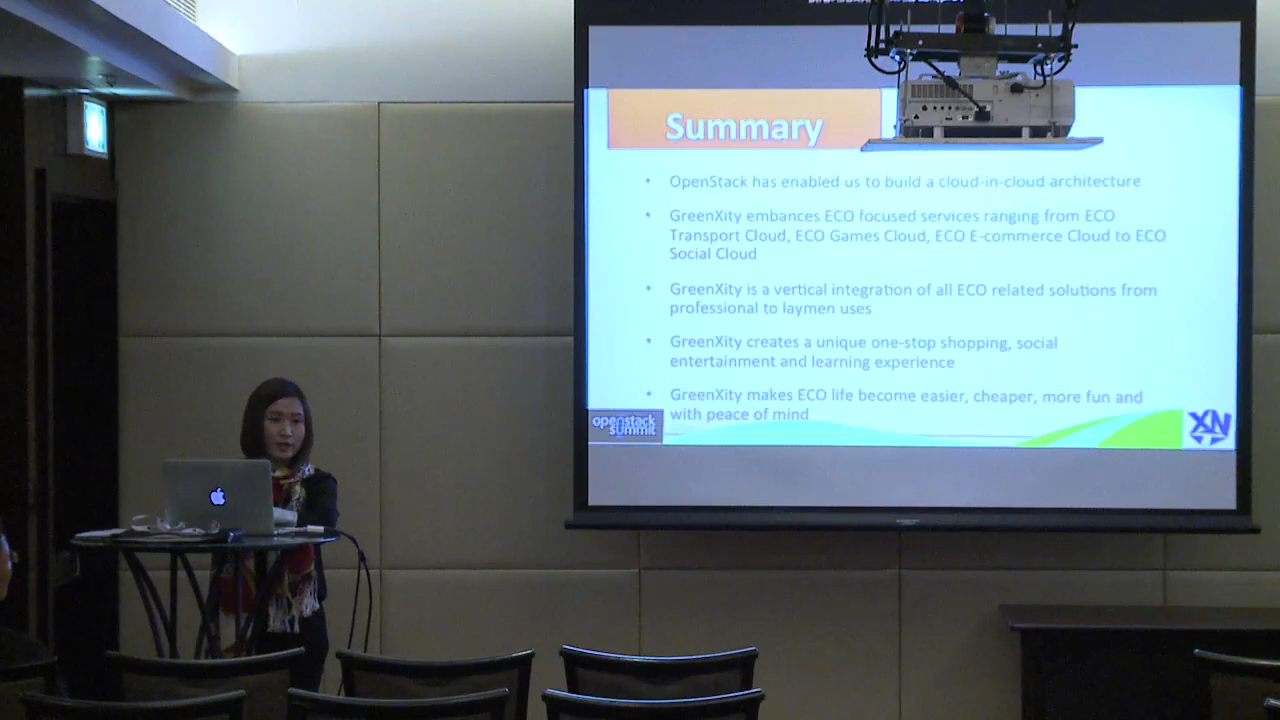 Summary
• OpenStack has enabled us to build a cloud-in-cloud architecture
• GreenXity embances ECO focused services ranging from ECO
Transport Cloud, ECO Games Cloud, ECO E-commerce Cloud to ECO
Social Cloud
• GreenXity is a vertical integration of all ECO related solutions from
professional to laymen uses
• GreenXity creates a unique one-stop shopping, social
entertainment and learning experience
• GreenXity makes ECO life become easier, cheaper, more fun and
with peace of mind
openstack
summit
XN